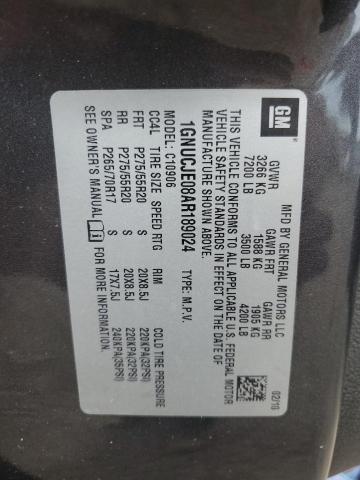 GM
MFD BY GENERAL MOTORS LLC 02/10
GVWR GAWR FRT GAWR RR
3266 KG 1588 KG 1905 KG
7200 LB 3500 LB 4200 LB
THIS VEHICLE CONFORMS TO ALL APPLICABLE U.S. FEDERAL MOTOR
VEHICLE SAFETY STANDARDS IN EFFECT ON THE DATE OF
MANUFACTURE SHOWN ABOVE.
1GNUCJE08AR189024 TYPE: M.P.V.
MODEL: C10906
CC4L TIRE SIZE SPEED RTG RIM COLD TIRE PRESSURE
FRT P275/55R20 S 20X8.5J 220KPA(32PSI)
RR P275/55R20 S 20X8.5J 220KPA(32PSI)
SPA P265/70R17 S 17X7.5J 240KPA(35PSI)
SEE OWNER'S MANUAL